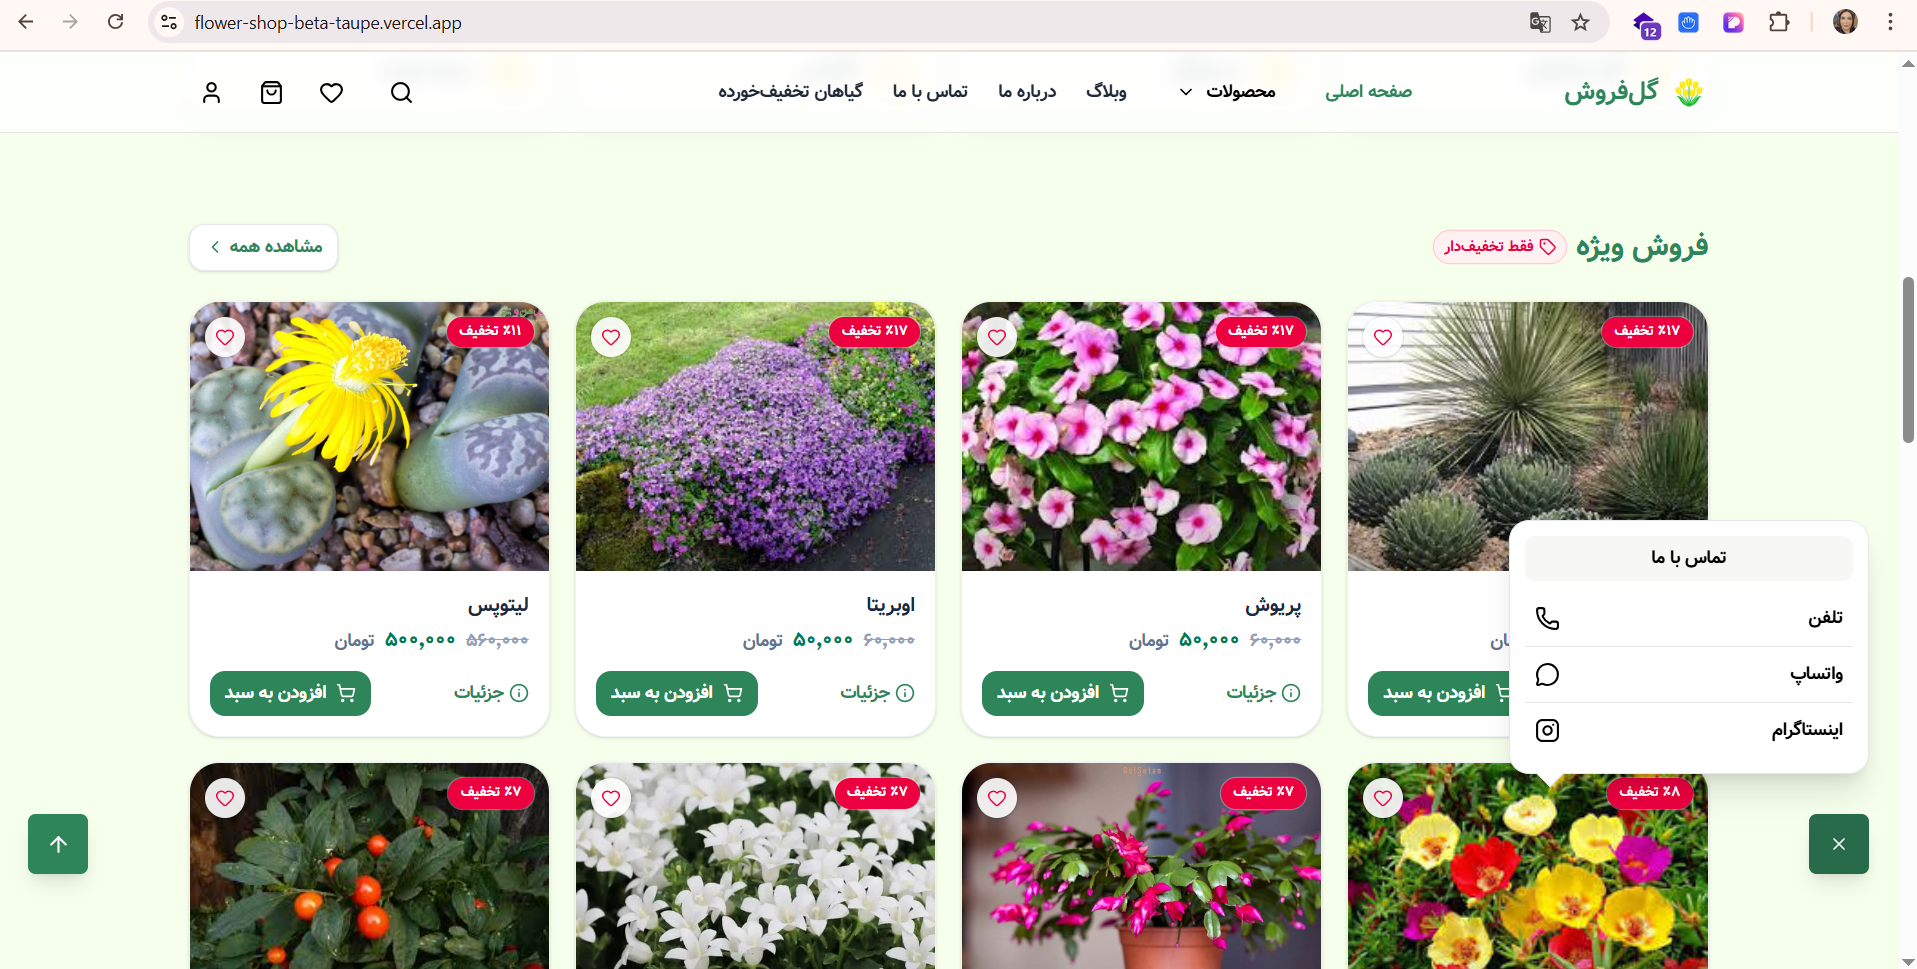 flower-shop-beta-taupe.vercel.app
12
گل‌فروش
صفحه اصلی
محصولات
وبلاگ
درباره ما
تماس با ما
گیاهان تخفیف‌خورده
فروش ویژه
فقط تخفیف‌دار
مشاهده همه
٪۱۷ تخفیف
٪۱۷ تخفیف
٪۱۷ تخفیف
٪۱۱ تخفیف
پریوش
۶۰,۰۰۰ ۵۰,۰۰۰ تومان
جزئیات
افزودن به سبد
اوبریتا
۶۰,۰۰۰ ۵۰,۰۰۰ تومان
جزئیات
افزودن به سبد
لیتوپس
۵۶۰,۰۰۰ ۵۰۰,۰۰۰ تومان
جزئیات
افزودن به سبد
افزودن به سبد
تماس با ما
تلفن
واتساپ
اینستاگرام
٪۸ تخفیف
٪۷ تخفیف
٪۷ تخفیف
٪۷ تخفیف